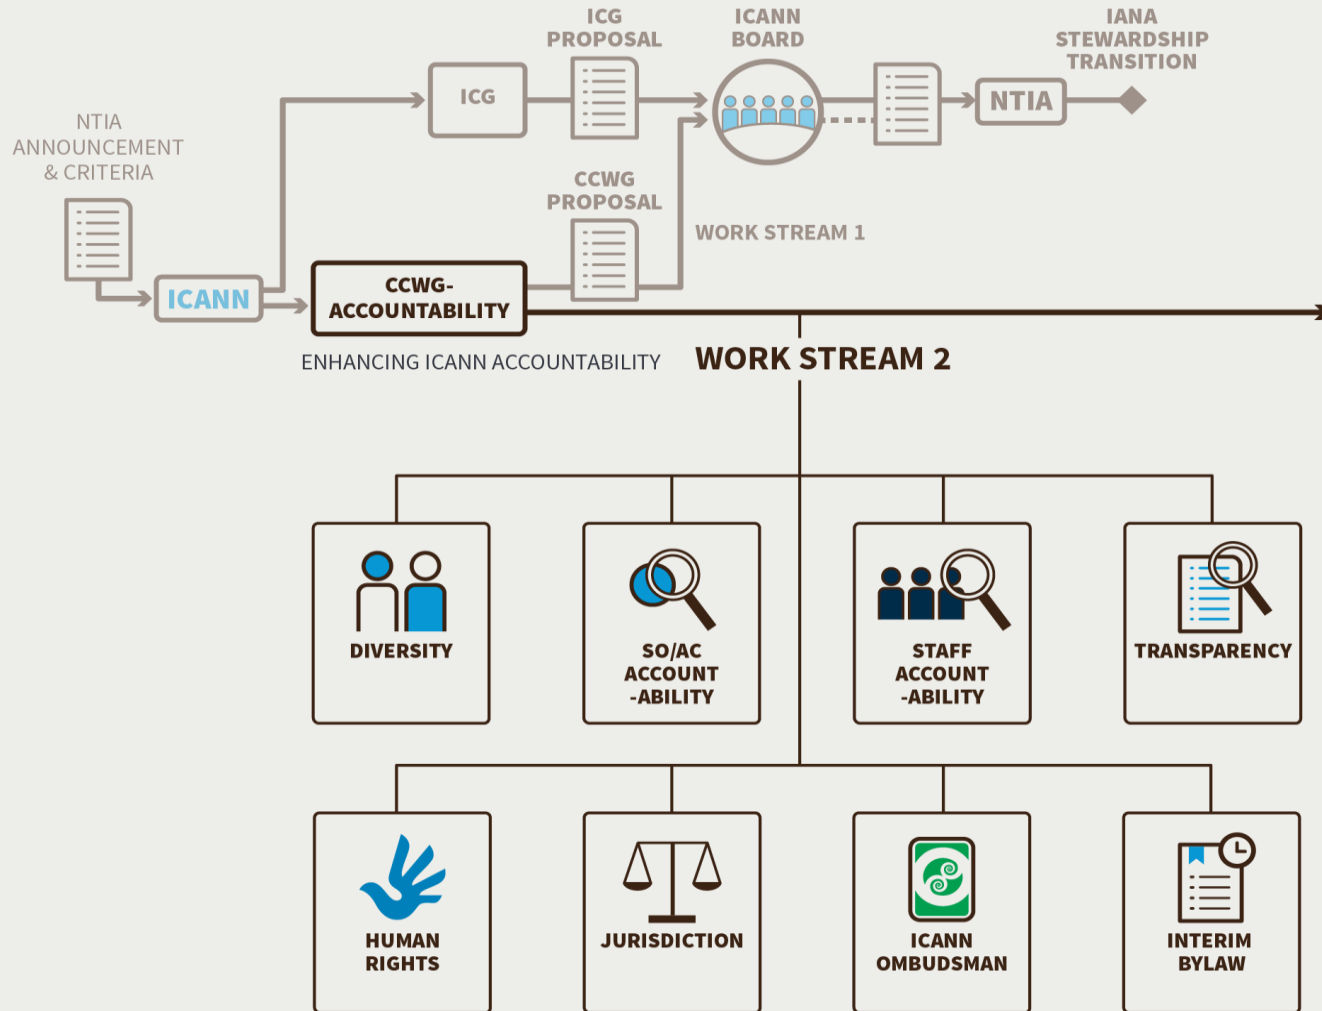 ICG
PROPOSAL
ICANN
BOARD
IANA
STEWARDSHIP
TRANSITION
ICG
NTIA
NTIA
ANNOUNCEMENT
& CRITERIA
CCWG
PROPOSAL
WORK STREAM 1
ICANN
CCWG-
ACCOUNTABILITY
ENHANCING ICANN ACCOUNTABILITY
WORK STREAM 2
DIVERSITY
SO/AC
ACCOUNT
-ABILITY
STAFF
ACCOUNT
-ABILITY
TRANSPARENCY
HUMAN
RIGHTS
JURISDICTION
ICANN
OMBUDSMAN
INTERIM
BYLAW